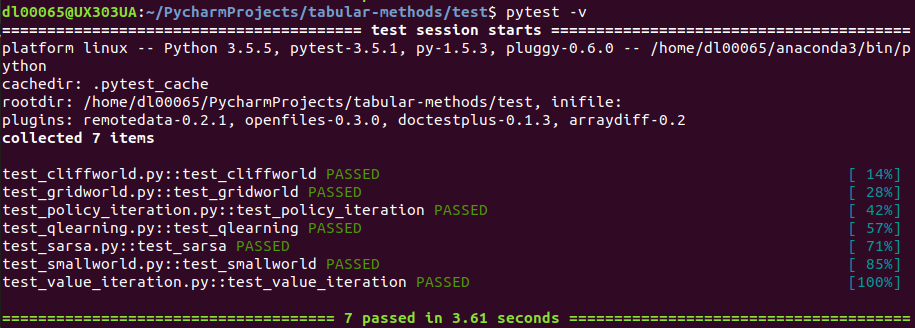 dl00065@UX303UA:~/PycharmProjects/tabular-methods/test$ pytest -v
======================================= test session starts =======================================
platform linux -- Python 3.5.5, pytest-3.5.1, py-1.5.3, pluggy-0.6.0 -- /home/dl00065/anaconda3/bin/p
ython
cachedir: .pytest_cache
rootdir: /home/dl00065/PycharmProjects/tabular-methods/test, inifile:
plugins: remotedata-0.2.1, openfiles-0.3.0, doctestplus-0.1.3, arraydiff-0.2
collected 7 items
test_cliffworld.py::test_cliffworld PASSED [ 14%]
test_gridworld.py::test_gridworld PASSED [ 28%]
test_policy_iteration.py::test_policy_iteration PASSED [ 42%]
test_qlearning.py::test_qlearning PASSED [ 57%]
test_sarsa.py::test_sarsa PASSED [ 71%]
test_smallworld.py::test_smallworld PASSED [ 85%]
test_value_iteration.py::test_value_iteration PASSED [100%]
==================================== 7 passed in 3.61 seconds =====================================